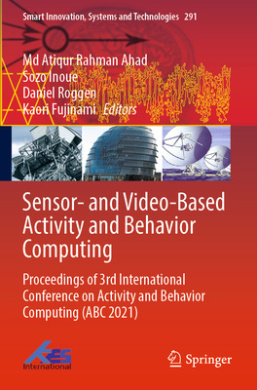 Smart Innovation, Systems and Technologies 291
Md Atiqur Rahman Ahad
Sozo Inoue
Daniel Roggen
Kaori Fujinami Editors
Sensor- and Video-Based
Activity and Behavior
Computing
Proceedings of 3rd International
Conference on Activity and Behavior
Computing (ABC 2021)
KES
International
Springer